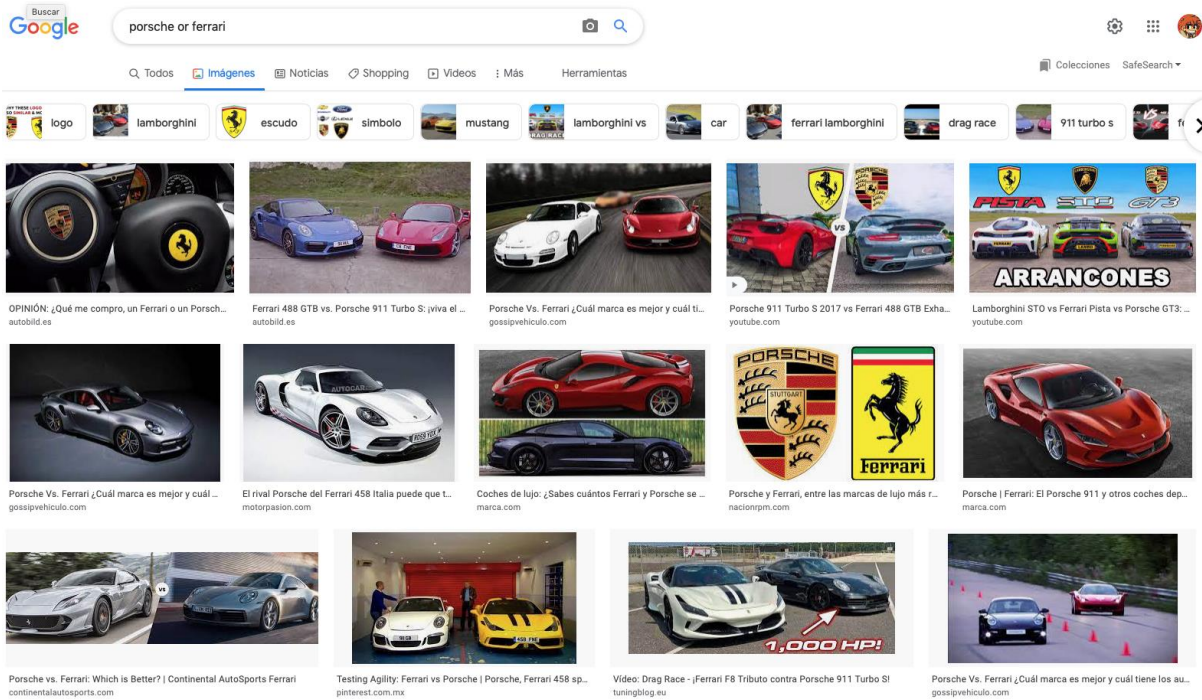 Buscar
Google
porsche or ferrari
Todos
Imágenes
Noticias
Shopping
Videos
Más
Herramientas
Colecciones
SafeSearch
logo
lamborghini
escudo
simbolo
mustang
lamborghini vs
car
ferrari lamborghini
drag race
911 turbo s
VS
PISTA STO GT3
ARRANCONES
OPINIÓN: ¿Qué me compro, un Ferrari o un Porsch...
autobild.es
Ferrari 488 GTB vs. Porsche 911 Turbo S: ¡viva el ...
autobild.es
Porsche Vs. Ferrari ¿Cuál marca es mejor y cuál ti...
gossipvehiculo.com
Porsche 911 Turbo S 2017 vs Ferrari 488 GTB Exha...
youtube.com
Lamborghini STO vs Ferrari Pista vs Porsche GT3: ...
youtube.com
AUTOCAR
PORSCHE
STUTTGART
Ferrari
Porsche Vs. Ferrari ¿Cuál marca es mejor y cuál ...
gossipvehiculo.com
El rival Porsche del Ferrari 458 Italia puede que t...
motorpasion.com
Coches de lujo: ¿Sabes cuántos Ferrari y Porsche se ...
marca.com
Porsche y Ferrari, entre las marcas de lujo más r...
nacionrpm.com
Porsche | Ferrari: El Porsche 911 y otros coches dep...
marca.com
VS
1,000 HP!
Porsche vs. Ferrari: Which is Better? | Continental AutoSports Ferrari
continentalautosports.com
Testing Agility: Ferrari vs Porsche | Porsche, Ferrari 458 sp...
pinterest.com.mx
Vídeo: Drag Race - ¡Ferrari F8 Tributo contra Porsche 911 Turbo S!
tuningblog.eu
Porsche Vs. Ferrari ¿Cuál marca es mejor y cuál tiene los au...
gossipvehiculo.com